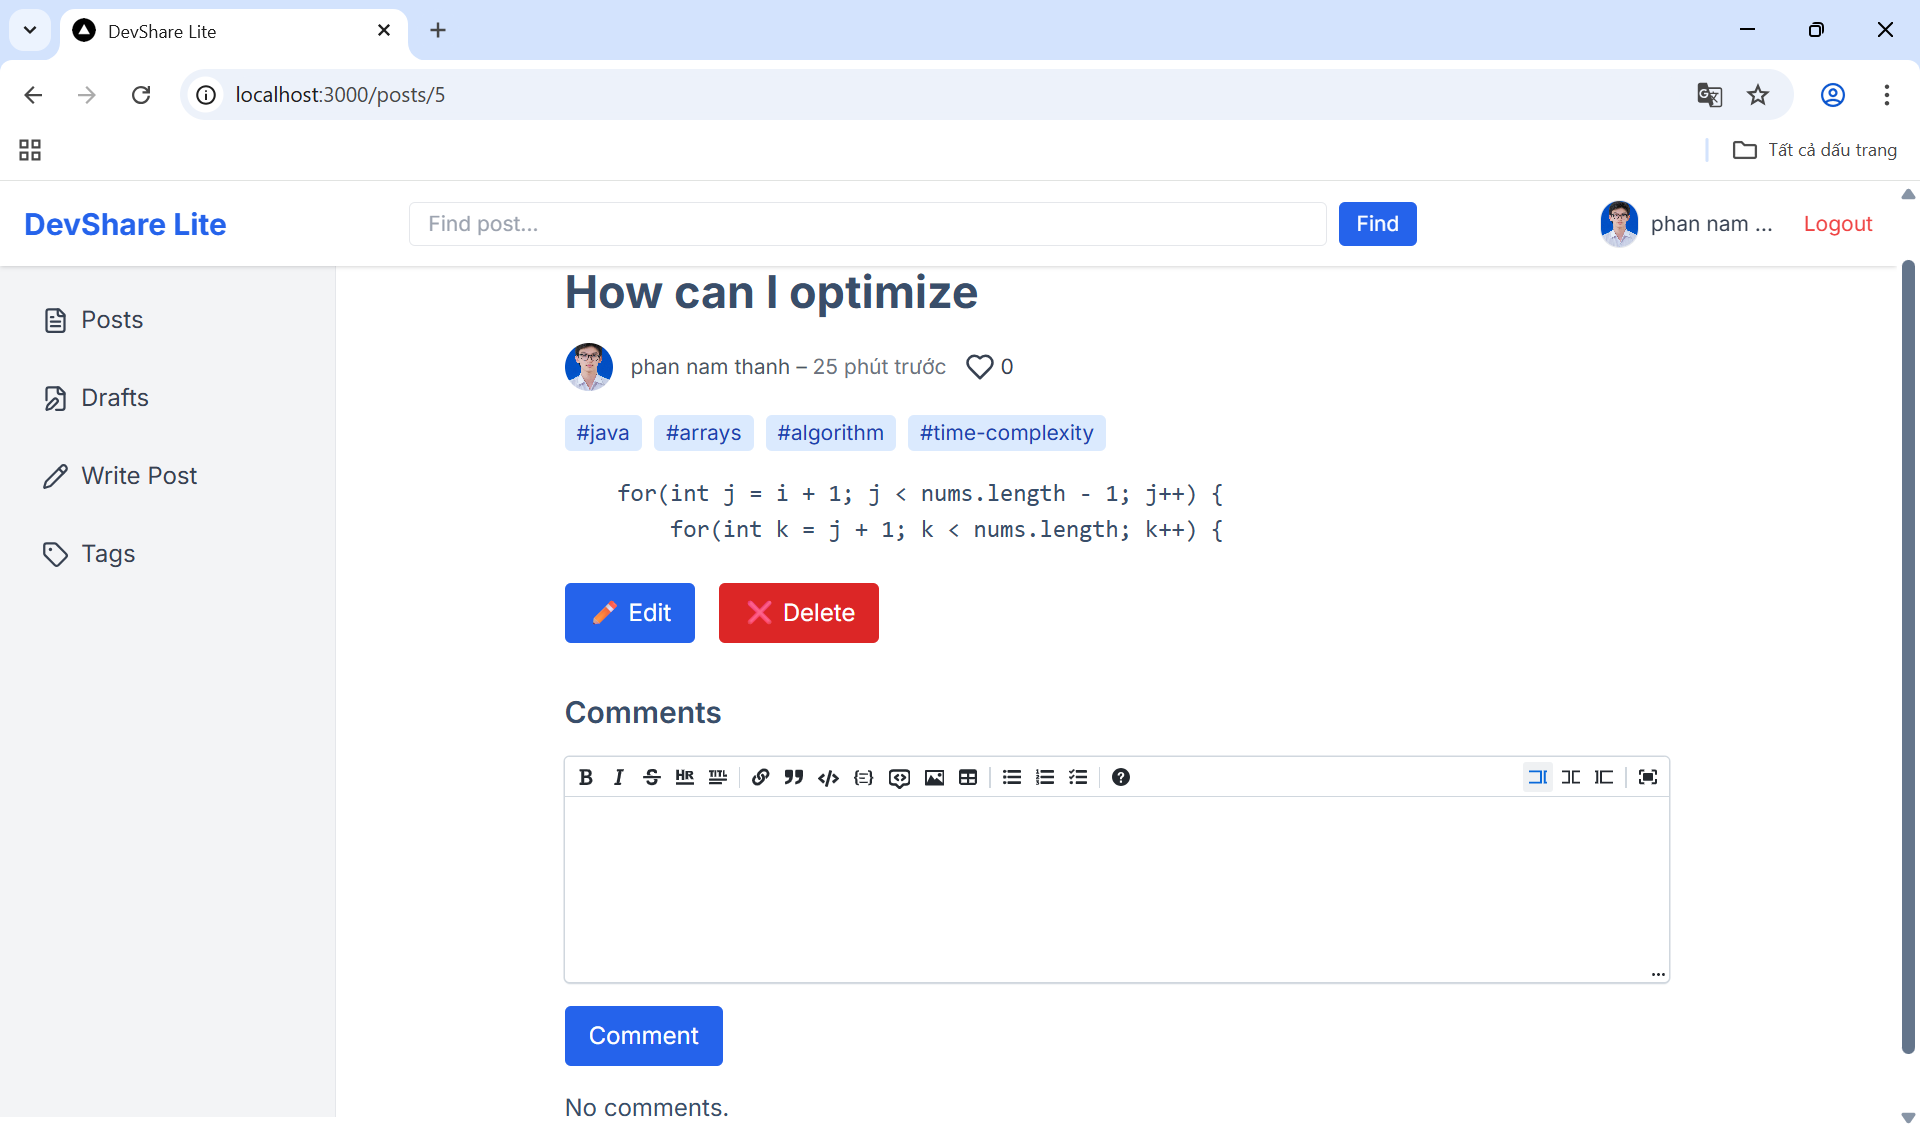 DevShare Lite
localhost:3000/posts/5
Tất cả dấu trang
DevShare Lite
Find post...
Find
phan nam ...
Logout
Posts
Drafts
Write Post
Tags
How can I optimize
phan nam thanh – 25 phút trước
0
#java #arrays #algorithm #time-complexity
for(int j = i + 1; j < nums.length - 1; j++) {
for(int k = j + 1; k < nums.length; k++) {
Edit
Delete
Comments
Comment
No comments.